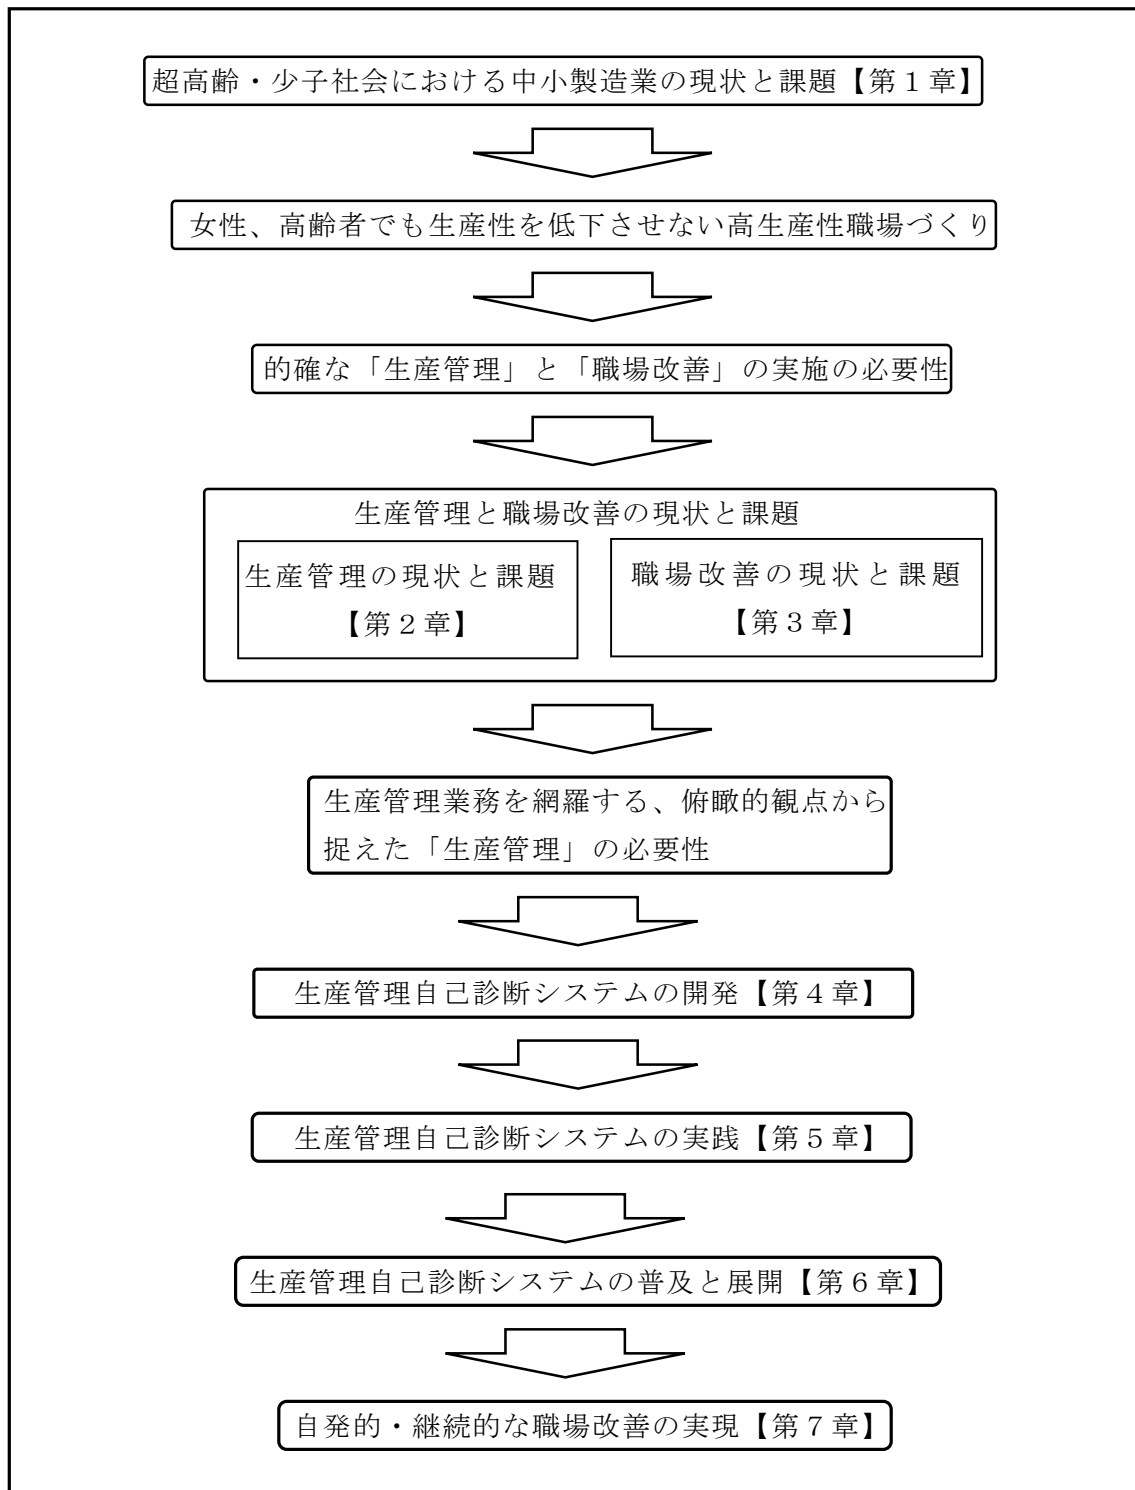 超高齢・少子社会における中小製造業の現状と課題【第１章】
女性、高齢者でも生産性を低下させない高生産性職場づくり
的確な「生産管理」と「職場改善」の実施の必要性
生産管理と職場改善の現状と課題
生産管理の現状と課題
【第２章】
職場改善の現状と課題
【第３章】
生産管理業務を網羅する、俯瞰的観点から
捉えた「生産管理」の必要性
生産管理自己診断システムの開発【第４章】
生産管理自己診断システムの実践【第５章】
生産管理自己診断システムの普及と展開【第６章】
自発的・継続的な職場改善の実現【第７章】